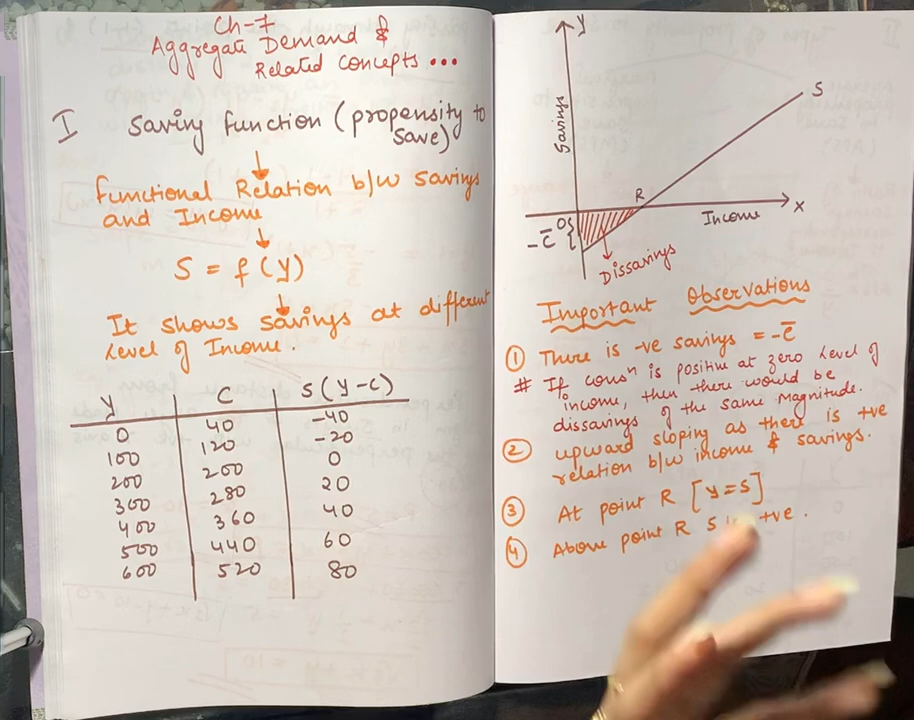 Ch-7
Aggregate Demand &
Related Concepts...
I Saving function (propensity to
Save)
functional Relation b/w Savings
and Income
S = f (Y)
It shows savings at different
Level of Income.
Y C S (Y-C)
0 40 -40
100 120 -20
200 200 0
300 280 20
400 360 40
500 440 60
600 520 80
Y
Savings
S
R
O
-C̅
Income X
Dissavings
Important Observations
① There is -ve savings = -C̅
# If consⁿ is positive at zero Level of
income, then there would be
dissavings of the same Magnitude.
② upward sloping as there is +ve
relation b/w income & savings.
③ At point R [Y=S]
④ Above point R S +ve.